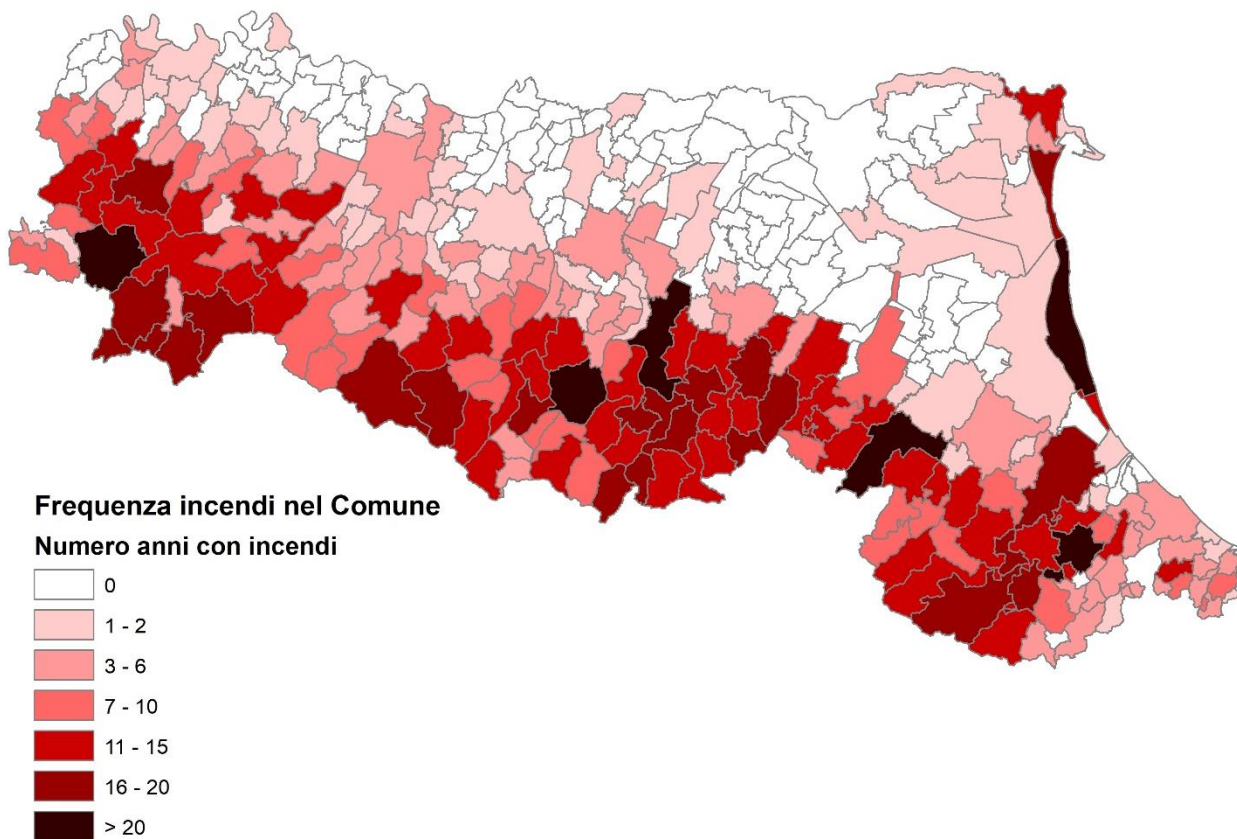 Frequenza incendi nel Comune
Numero anni con incendi
0
1 - 2
3 - 6
7 - 10
11 - 15
16 - 20
> 20